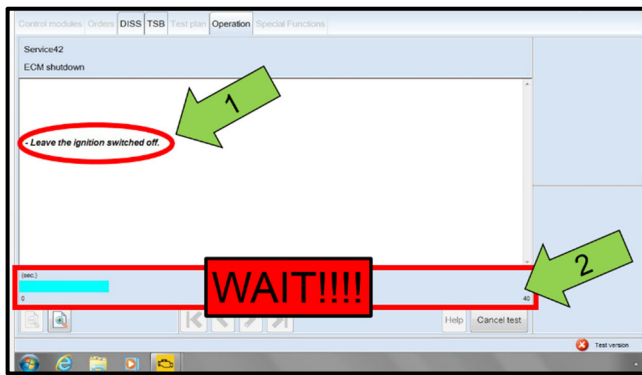 Control modules Orders DISS TSB Test plan Operation Special Functions
Service42
ECM shutdown
1
- Leave the ignition switched off.
2
(sec.)
WAIT!!!!
0 40
Help Cancel test
Test version